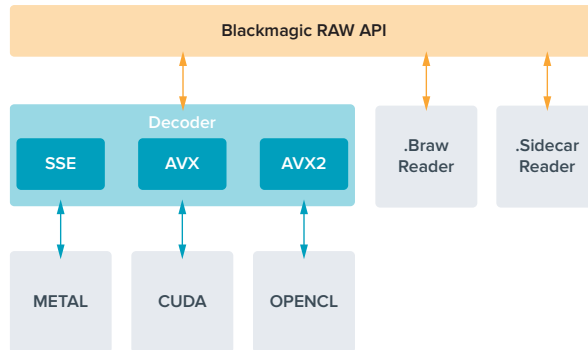 Blackmagic RAW API
Decoder
SSE
AVX
AVX2
.Braw
Reader
.Sidecar
Reader
METAL
CUDA
OPENCL